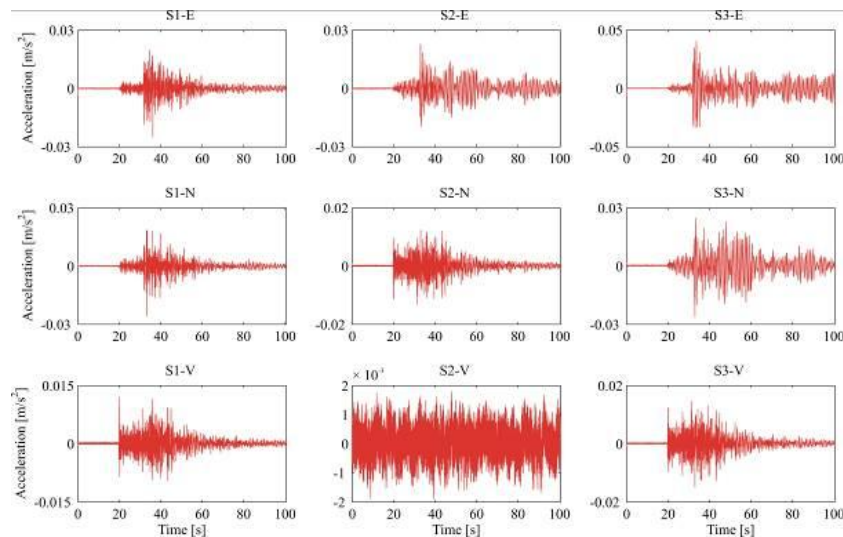 S1-E S2-E S3-E
Acceleration [m/s²]
0.03 0 -0.03
0 20 40 60 80 100
0.03 0 -0.03
0 20 40 60 80 100
0.05 0 -0.05
0 20 40 60 80 100
S1-N S2-N S3-N
Acceleration [m/s²]
0.03 0 -0.03
0 20 40 60 80 100
0.02 0 -0.02
0 20 40 60 80 100
0.03 0 -0.03
0 20 40 60 80 100
S1-V S2-V S3-V
Acceleration [m/s²]
0.015 0 -0.015
0 20 40 60 80 100
Time [s]
2 1 0 -1 -2
0 20 40 60 80 100
Time [s]
0.02 0 -0.02
0 20 40 60 80 100
Time [s]